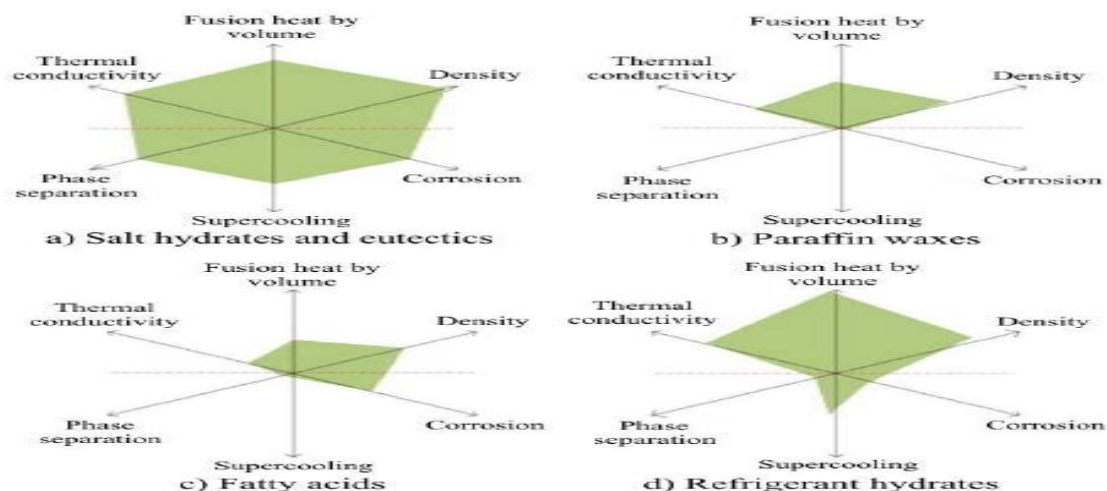 Fusion heat by
volume
Thermal
conductivity
Density
Phase
separation
Corrosion
Supercooling
a) Salt hydrates and eutectics
Fusion heat by
volume
Thermal
conductivity
Density
Phase
separation
Corrosion
Supercooling
b) Paraffin waxes
Fusion heat by
volume
Thermal
conductivity
Density
Phase
separation
Corrosion
Supercooling
c) Fatty acids
Fusion heat by
volume
Thermal
conductivity
Density
Phase
separation
Corrosion
Supercooling
d) Refrigerant hydrates